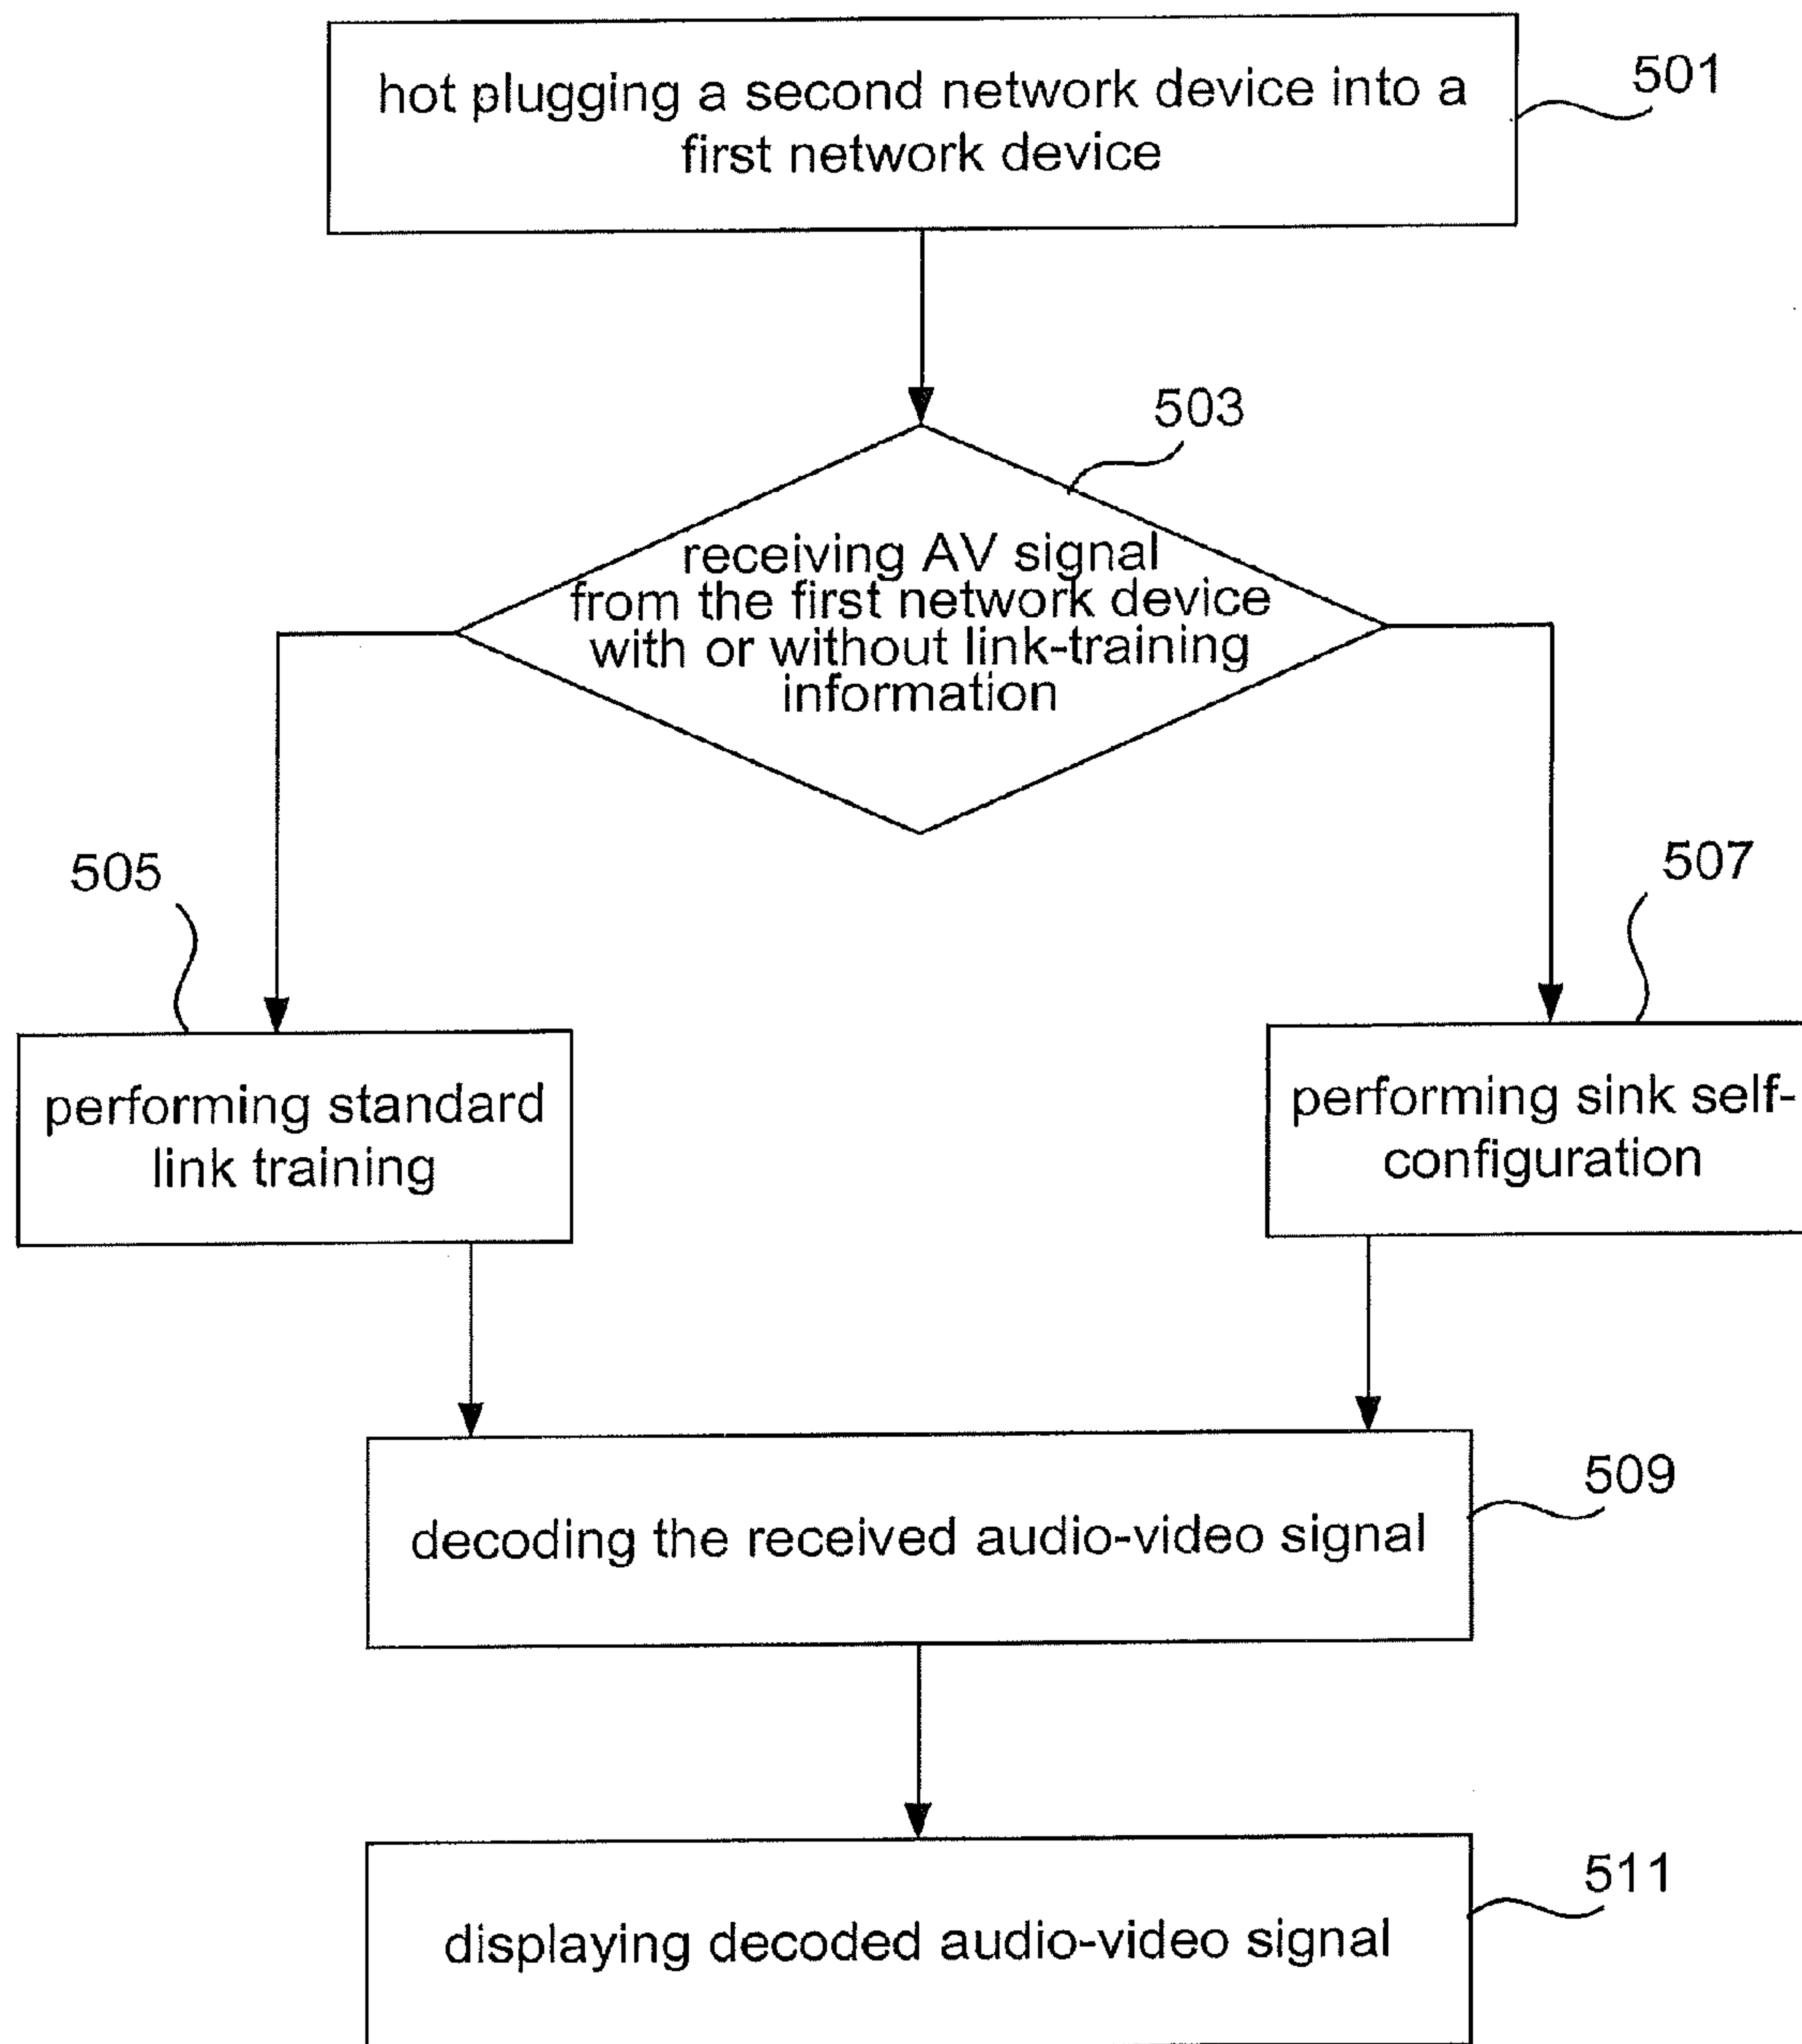 hot plugging a second network device into a
first network device
501
503
receiving AV signal
from the first network device
with or without link-training
information
505
507
performing standard
link training
performing sink self-
configuration
decoding the received audio-video signal
509
displaying decoded audio-video signal
511